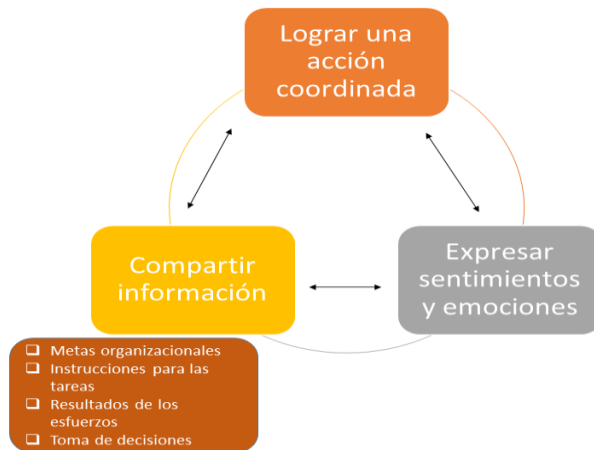 Lograr una
acción
coordinada
Compartir
información
Expresar
sentimientos
y emociones
❑ Metas organizacionales
❑ Instrucciones para las
tareas
❑ Resultados de los
esfuerzos
❑ Toma de decisiones